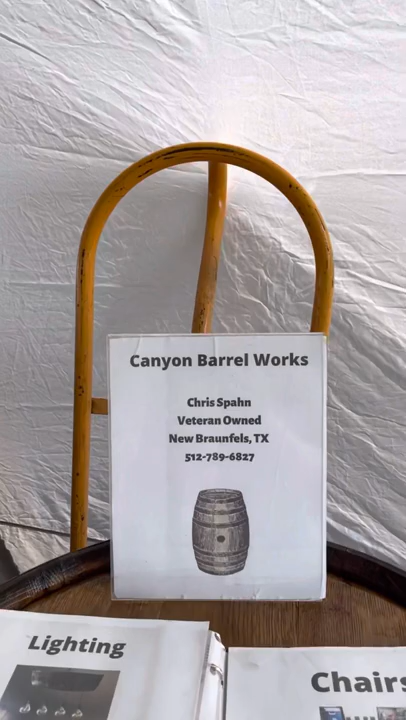 Canyon Barrel Works
Chris Spahn
Veteran Owned
New Braunfels, TX
512-789-6827
Lighting
Chairs